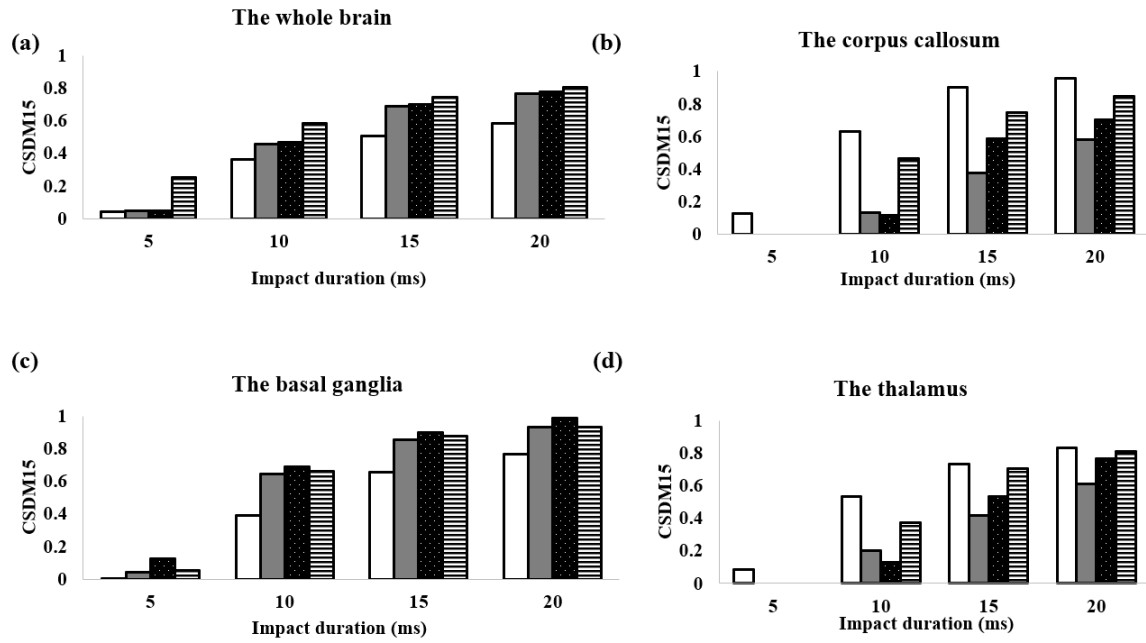 The whole brain
(a)
1
0.8
0.6
0.4
0.2
0
CSDM15
5 10 15 20
Impact duration (ms)
The corpus callosum
(b)
1
0.8
0.6
0.4
0.2
0
CSDM15
5 10 15 20
Impact duration (ms)
(c)
The basal ganglia
1
0.8
0.6
0.4
0.2
0
CSDM15
5 10 15 20
Impact duration (ms)
(d)
The thalamus
1
0.8
0.6
0.4
0.2
0
CSDM15
5 10 15 20
Impact duration (ms)